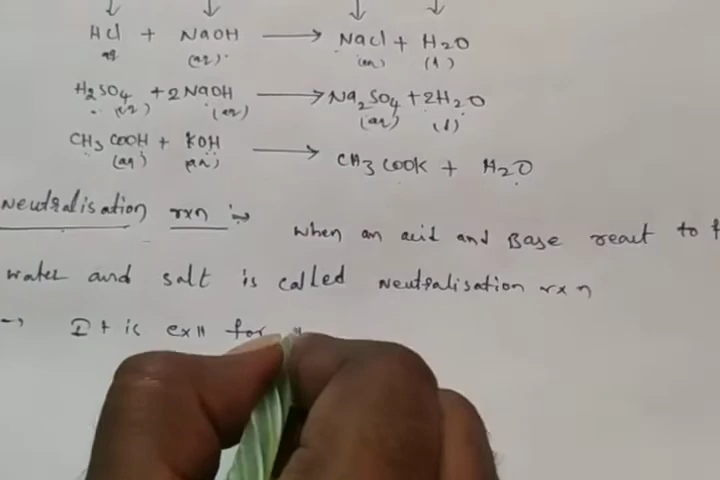 HCl + NaOH ⟶ NaCl + H₂O
aq (aq) (aq) (l)
H₂SO₄ + 2NaOH ⟶ Na₂SO₄ + 2H₂O
(aq) (aq) (aq) (l)
CH₃COOH + KOH ⟶ CH₃COOK + H₂O
(aq) (aq)
Neutralisation rxn :→ When an acid and Base react to f
water and salt is called Neutralisation rxn
→ It is for